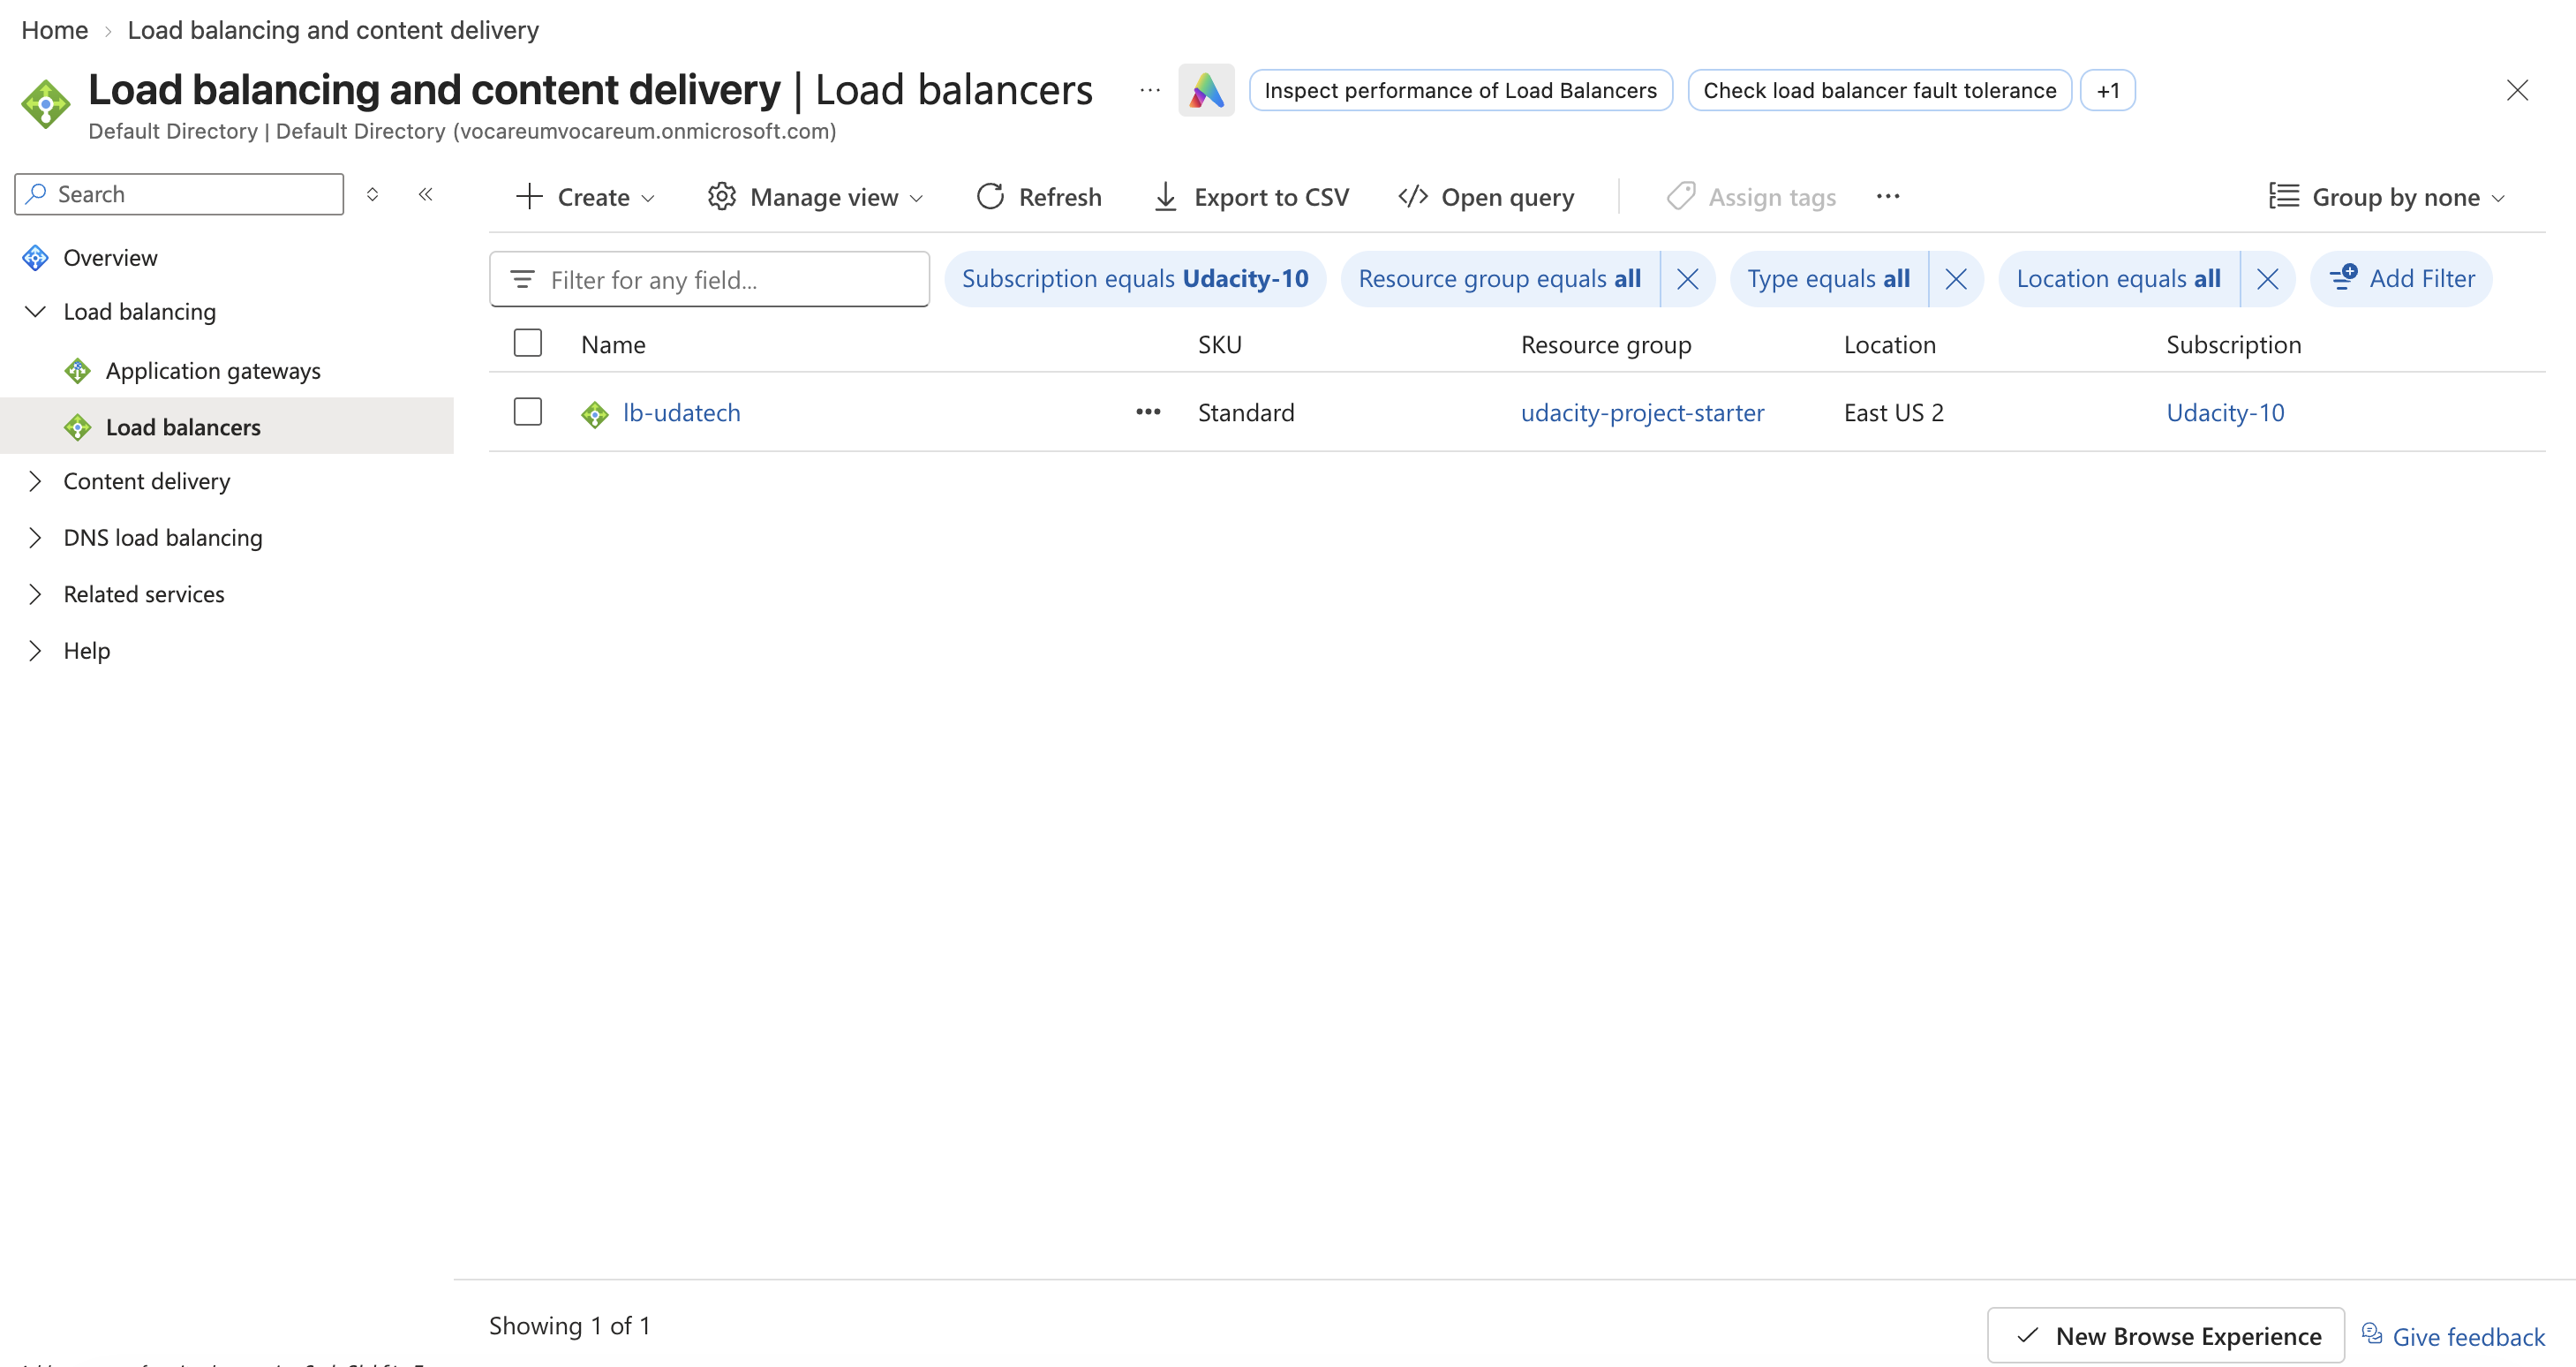 Home > Load balancing and content delivery
Load balancing and content delivery | Load balancers
Inspect performance of Load Balancers
Check load balancer fault tolerance
+1
Default Directory | Default Directory (vocareumvocareum.onmicrosoft.com)
Search
Overview
Load balancing
Application gateways
Load balancers
Content delivery
DNS load balancing
Related services
Help
Create
Manage view
Refresh
Export to CSV
Open query
Assign tags
Group by none
Filter for any field...
Subscription equals Udacity-10
Resource group equals all
Type equals all
Location equals all
Add Filter
Name SKU Resource group Location Subscription
lb-udatech Standard udacity-project-starter East US 2 Udacity-10
Showing 1 of 1
New Browse Experience
Give feedback